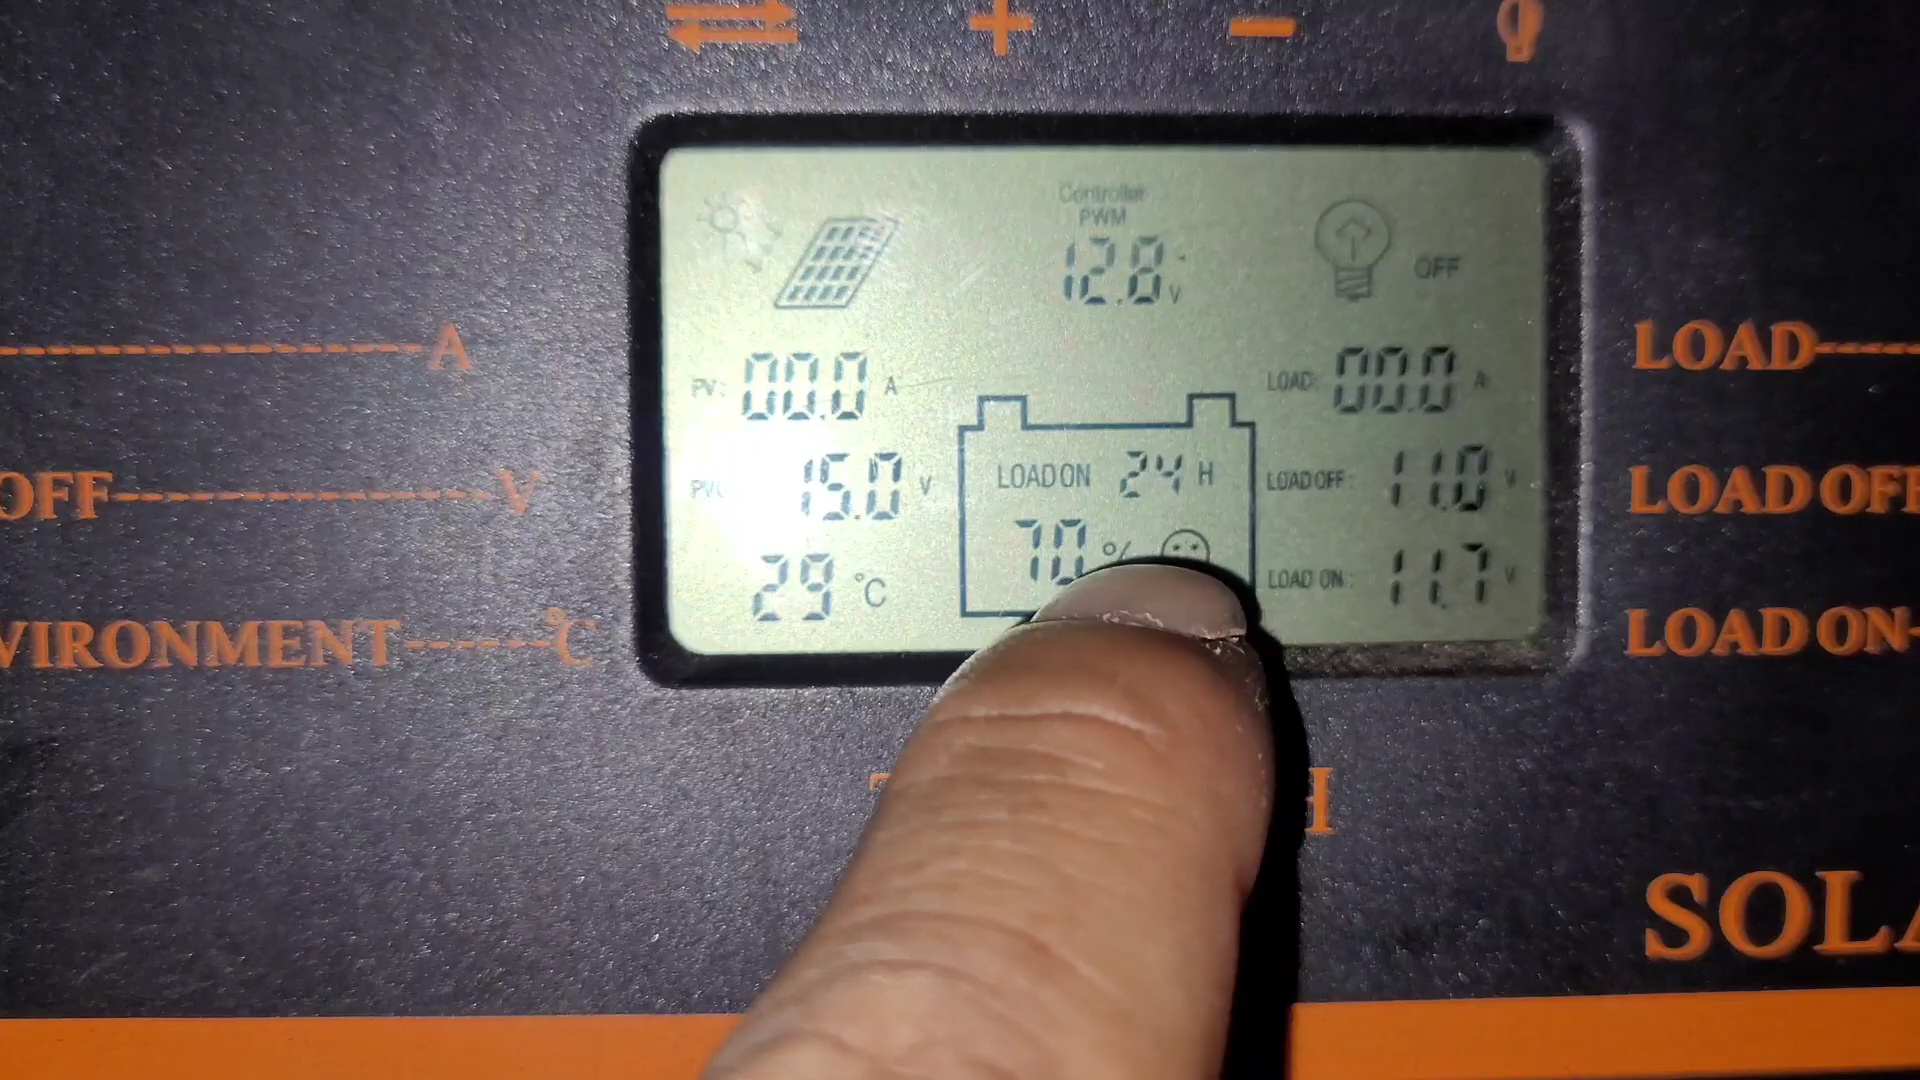 Controller
PWM
12.8 V
OFF
PV: 00.0 A
LOAD: 00.0 A
15.0 V
LOAD ON 24 H
LOAD OFF: 11.0 V
70 %
29 °C
LOAD ON: 11.7 V
A
LOAD
OFF V
LOAD OFF
VIRONMENT °C
LOAD ON
H
SOLA